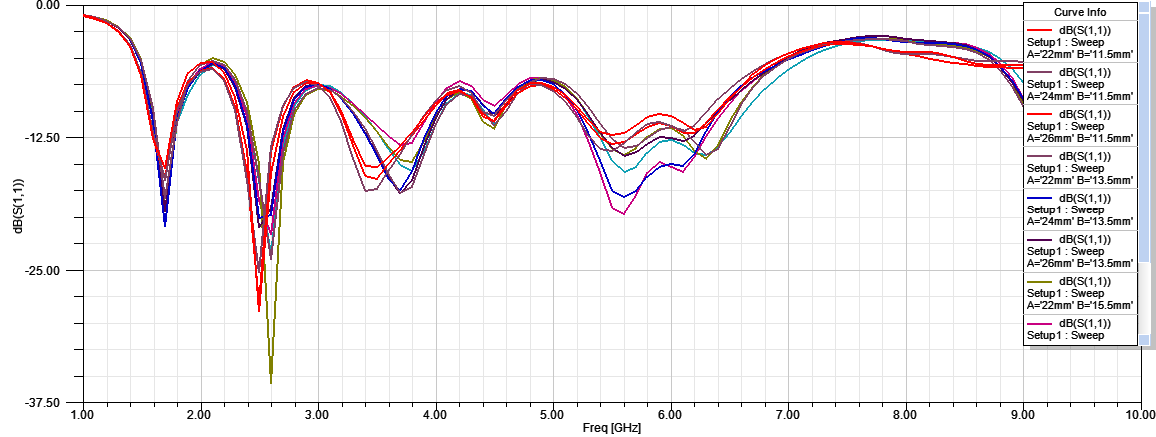 0.00
-12.50
-25.00
-37.50
dB(S(1,1))
1.00 2.00 3.00 4.00 5.00 6.00 7.00 8.00 9.00 10.00
Freq [GHz]
Curve Info
dB(S(1,1))
Setup1 : Sweep
A='22mm' B='11.5mm'
dB(S(1,1))
Setup1 : Sweep
A='24mm' B='11.5mm'
dB(S(1,1))
Setup1 : Sweep
A='26mm' B='11.5mm'
dB(S(1,1))
Setup1 : Sweep
A='22mm' B='13.5mm'
dB(S(1,1))
Setup1 : Sweep
A='24mm' B='13.5mm'
dB(S(1,1))
Setup1 : Sweep
A='26mm' B='13.5mm'
dB(S(1,1))
Setup1 : Sweep
A='22mm' B='15.5mm'
dB(S(1,1))
Setup1 : Sweep